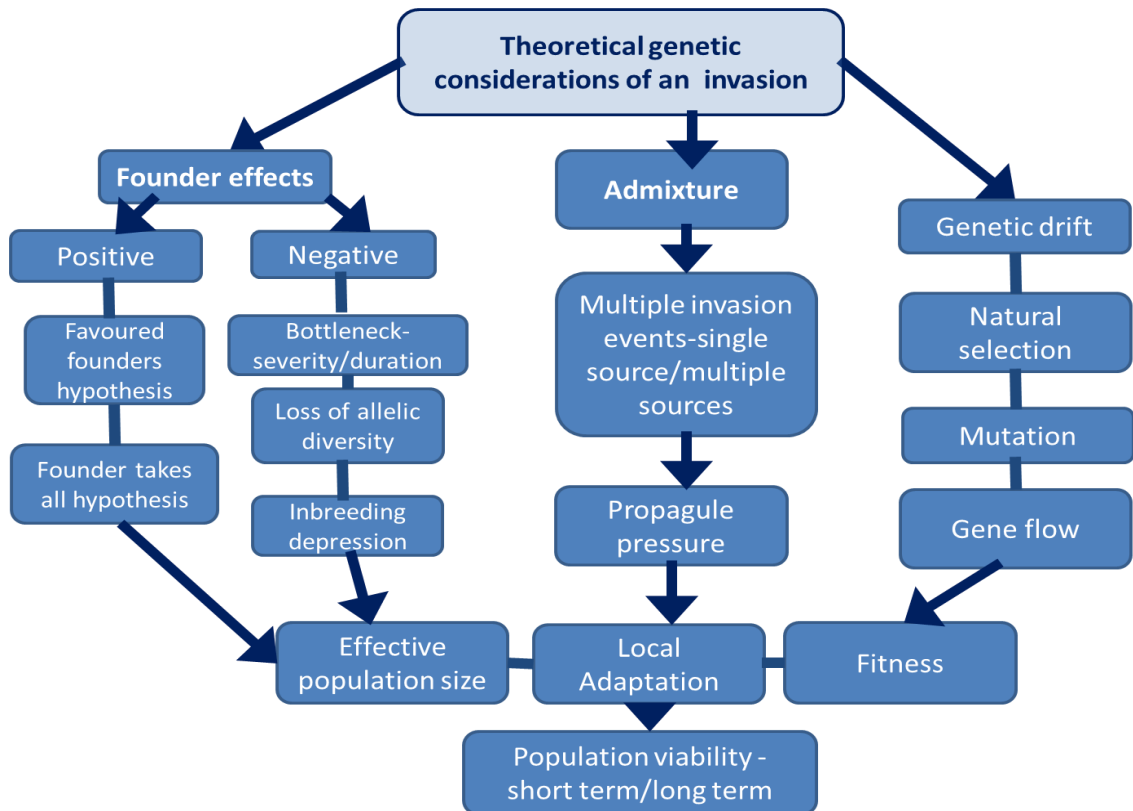 Theoretical genetic
considerations of an invasion
Founder effects
Positive
Favoured
founders
hypothesis
Founder takes
all hypothesis
Negative
Bottleneck-
severity/duration
Loss of allelic
diversity
Inbreeding
depression
Admixture
Multiple invasion
events-single
source/multiple
sources
Propagule
pressure
Genetic drift
Natural
selection
Mutation
Gene flow
Effective
population size
Local
Adaptation
Fitness
Population viability -
short term/long term